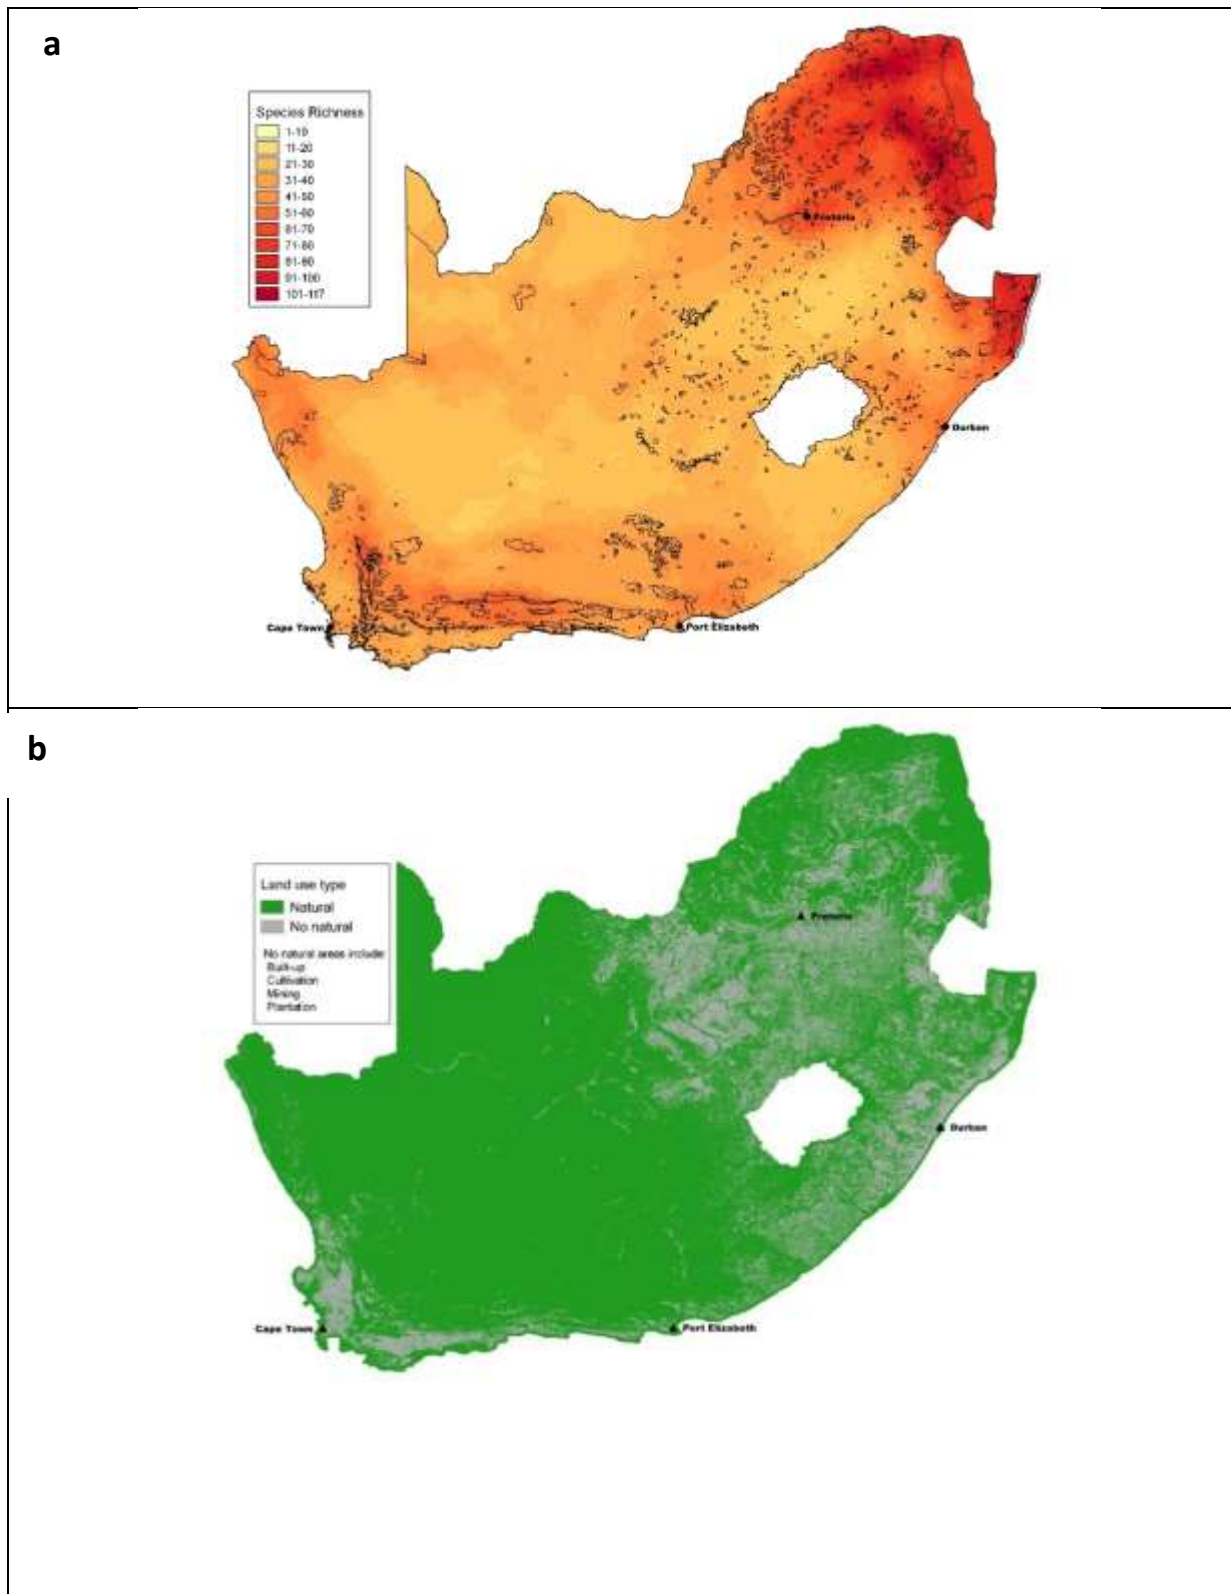 a
Species Richness
1-10
11-20
21-30
31-40
41-50
51-60
61-70
71-80
81-90
91-100
101-117
Pretoria
Durban
Cape Town
Port Elizabeth
b
Land use type
Natural
No natural
No natural areas include:
Built-up
Cultivation
Mining
Plantation
Pretoria
Durban
Cape Town
Port Elizabeth